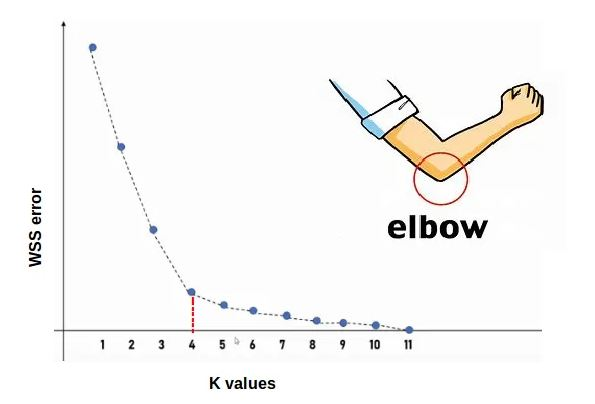 elbow
WSS error
1 2 3 4 5 6 7 8 9 10 11
K values